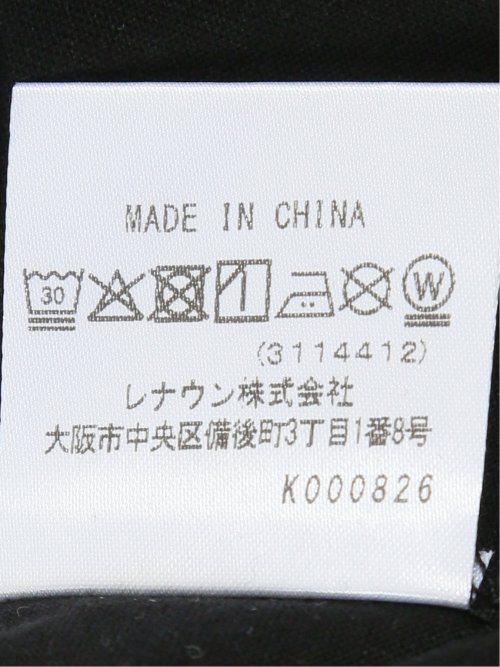 MADE IN CHINA
30
W
(3114412)
レナウン株式会社
大阪市中央区備後町3丁目1番8号
K000826